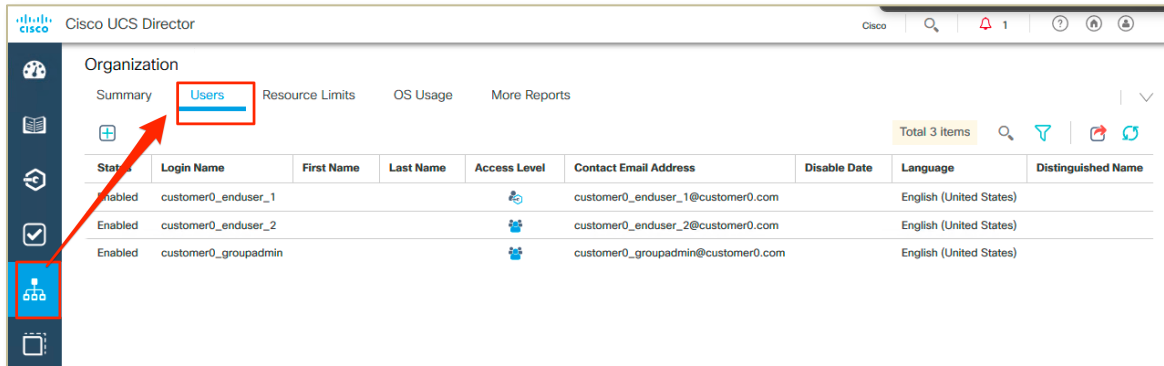 cisco Cisco UCS Director Cisco 1
Organization
Summary Users Resource Limits OS Usage More Reports
Total 3 items
Status Login Name First Name Last Name Access Level Contact Email Address Disable Date Language Distinguished Name
Enabled customer0_enduser_1 customer0_enduser_1@customer0.com English (United States)
Enabled customer0_enduser_2 customer0_enduser_2@customer0.com English (United States)
Enabled customer0_groupadmin customer0_groupadmin@customer0.com English (United States)